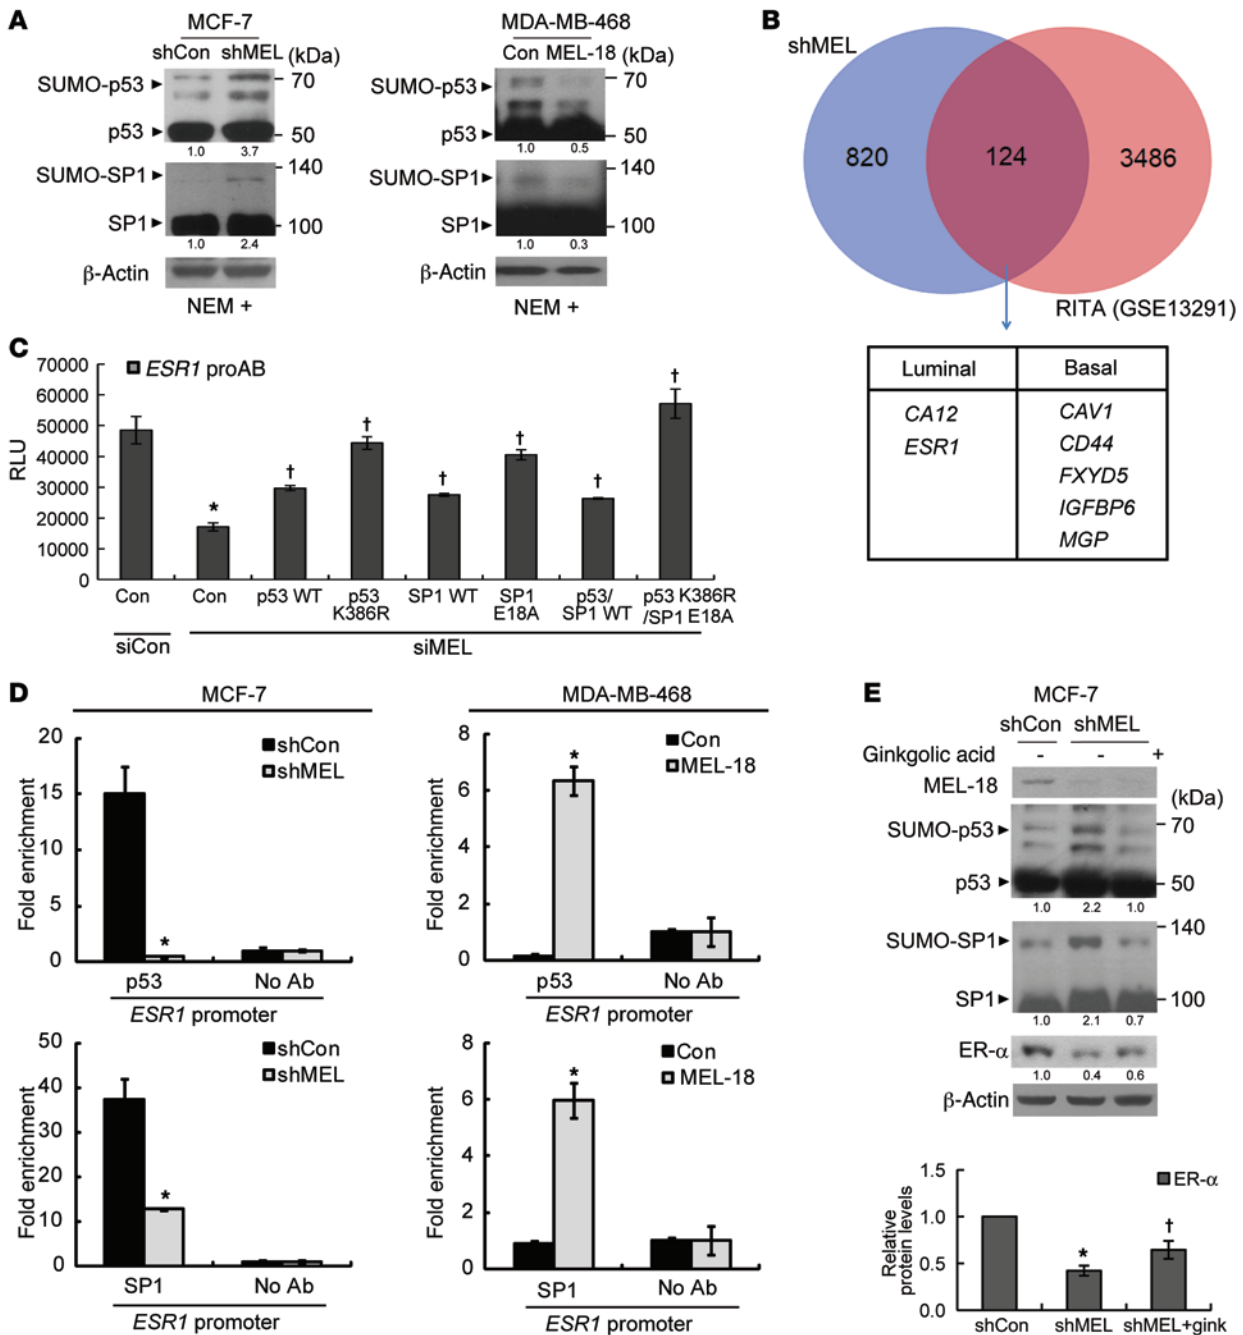 A
MCF-7
shCon shMEL (kDa)
SUMO-p53
70
p53
50
1.0 3.7
SUMO-SP1
140
SP1
100
1.0 2.4
β-Actin
NEM +
MDA-MB-468
Con MEL-18 (kDa)
SUMO-p53
70
p53
50
1.0 0.5
SUMO-SP1
140
SP1
100
1.0 0.3
β-Actin
NEM +
B
shMEL
820 124 3486
RITA (GSE13291)
Luminal Basal
CA12 CAV1
ESR1 CD44
FXYD5
IGFBP6
MGP
C
ESR1 proAB
RLU
70000
60000
50000
40000
30000
20000
10000
0
* † † † † † †
Con Con p53 WT p53 K386R SP1 WT SP1 E18A p53/ SP1 WT p53 K386R /SP1 E18A
siCon siMEL
D
MCF-7
Fold enrichment
20
15
10
5
0
shCon
shMEL
*
p53 No Ab
ESR1 promoter
MDA-MB-468
Fold enrichment
8
6
4
2
0
Con
MEL-18
*
p53 No Ab
ESR1 promoter
Fold enrichment
50
40
30
20
10
0
shCon
shMEL
*
SP1 No Ab
ESR1 promoter
Fold enrichment
8
6
4
2
0
Con
MEL-18
*
SP1 No Ab
ESR1 promoter
E
MCF-7
shCon shMEL
Ginkgolic acid - - +
MEL-18
(kDa)
SUMO-p53
70
p53
50
1.0 2.2 1.0
SUMO-SP1
140
SP1
100
1.0 2.1 0.7
ER-α
1.0 0.4 0.6
β-Actin
Relative
protein levels
1.5
1.0
0.5
0.0
ER-α
* †
shCon shMEL shMEL+gink